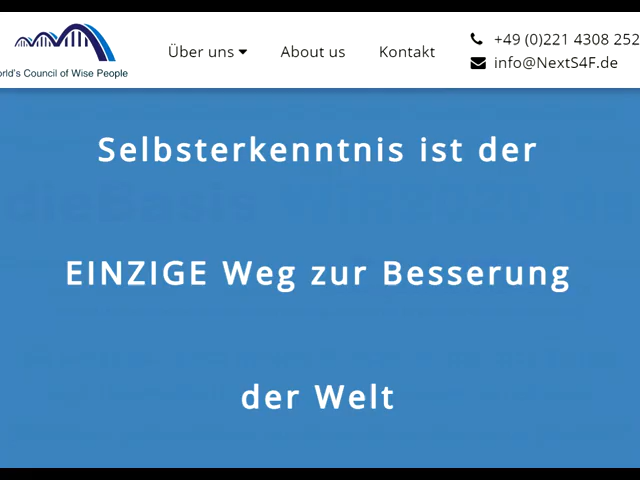 Über uns About us Kontakt +49 (0)221 4308 252
info@NextS4F.de
orld's Council of Wise People
Selbsterkenntnis ist der
EINZIGE Weg zur Besserung
der Welt